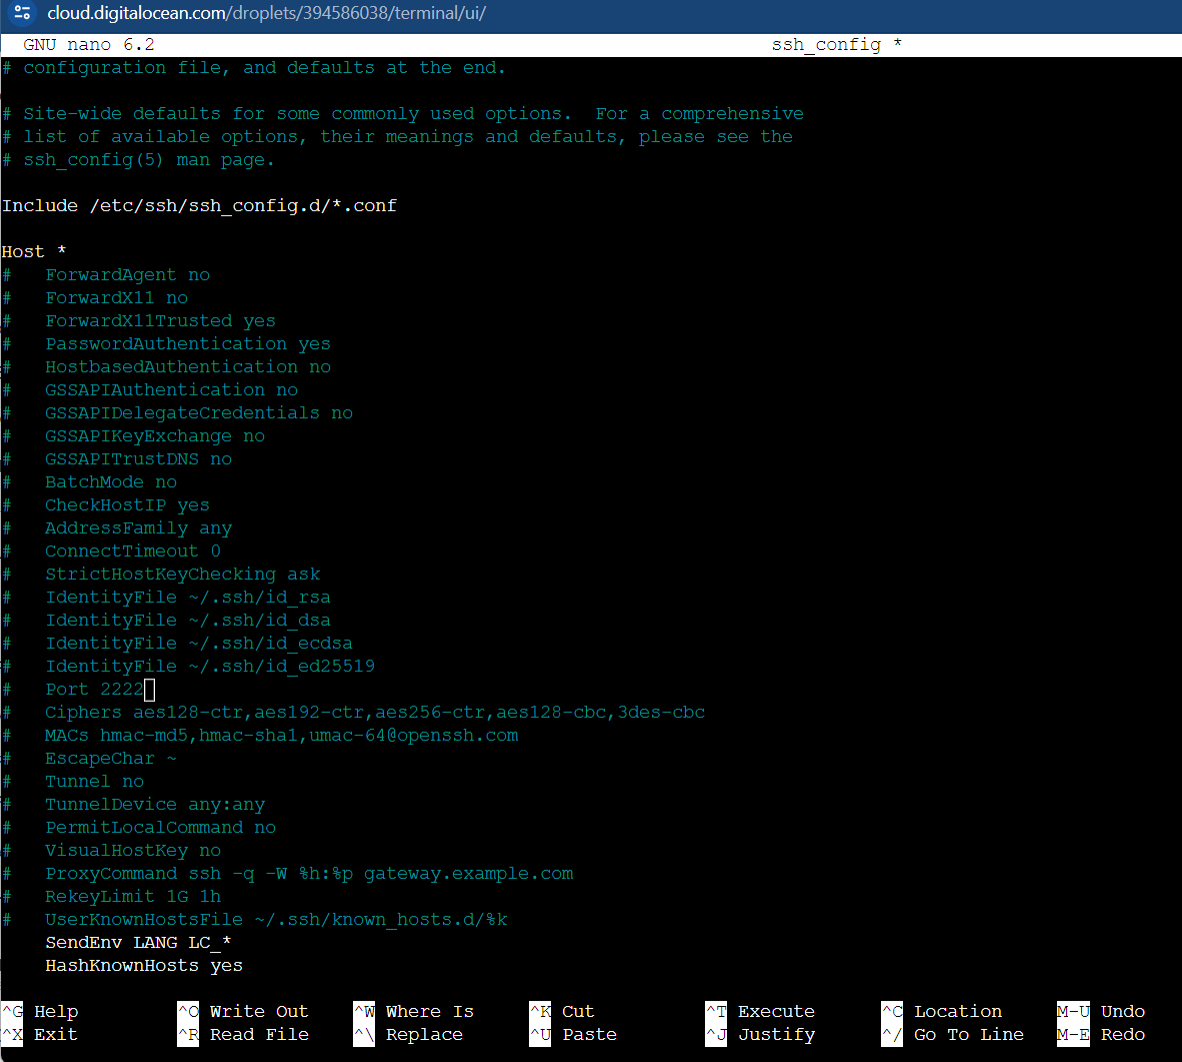 cloud.digitalocean.com/droplets/394586038/terminal/ui/
GNU nano 6.2 ssh_config *
# configuration file, and defaults at the end.
# Site-wide defaults for some commonly used options.  For a comprehensive
# list of available options, their meanings and defaults, please see the
# ssh_config(5) man page.
Include /etc/ssh/ssh_config.d/*.conf
Host *
#   ForwardAgent no
#   ForwardX11 no
#   ForwardX11Trusted yes
#   PasswordAuthentication yes
#   HostbasedAuthentication no
#   GSSAPIAuthentication no
#   GSSAPIDelegateCredentials no
#   GSSAPIKeyExchange no
#   GSSAPITrustDNS no
#   BatchMode no
#   CheckHostIP yes
#   AddressFamily any
#   ConnectTimeout 0
#   StrictHostKeyChecking ask
#   IdentityFile ~/.ssh/id_rsa
#   IdentityFile ~/.ssh/id_dsa
#   IdentityFile ~/.ssh/id_ecdsa
#   IdentityFile ~/.ssh/id_ed25519
#   Port 2222
#   Ciphers aes128-ctr,aes192-ctr,aes256-ctr,aes128-cbc,3des-cbc
#   MACs hmac-md5,hmac-sha1,umac-64@openssh.com
#   EscapeChar ~
#   Tunnel no
#   TunnelDevice any:any
#   PermitLocalCommand no
#   VisualHostKey no
#   ProxyCommand ssh -q -W %h:%p gateway.example.com
#   RekeyLimit 1G 1h
#   UserKnownHostsFile ~/.ssh/known_hosts.d/%k
    SendEnv LANG LC_*
    HashKnownHosts yes
^G Help ^O Write Out ^W Where Is ^K Cut ^T Execute ^C Location M-U Undo
^X Exit ^R Read File ^\ Replace ^U Paste ^J Justify ^/ Go To Line M-E Redo